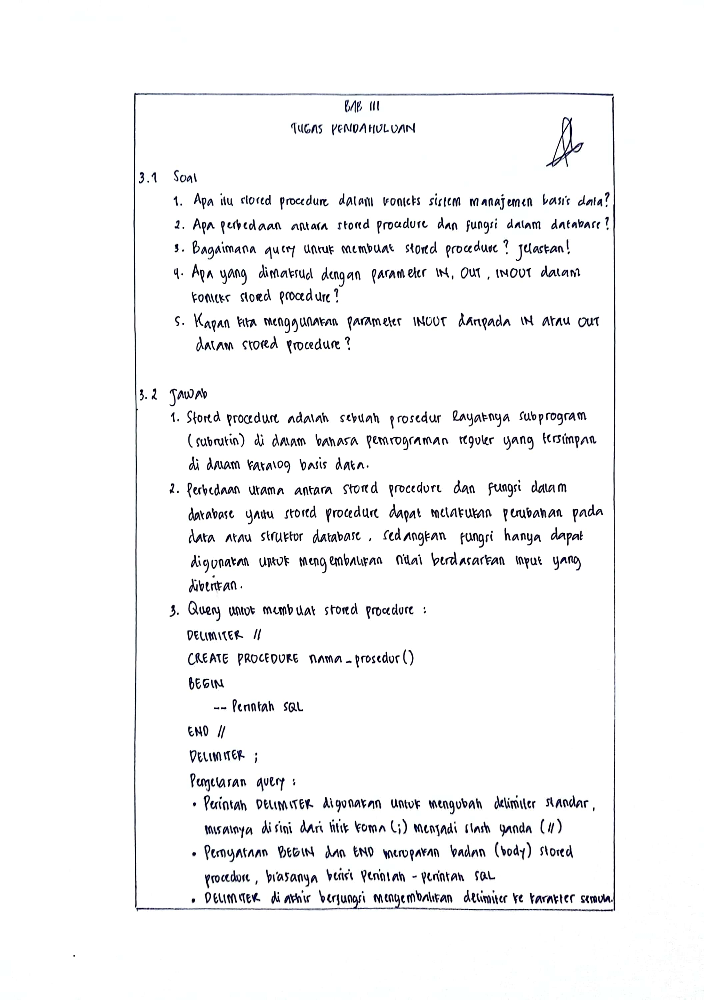 BAB III
TUGAS PENDAHULUAN
3.1 Soal
1. Apa itu stored procedure dalam konteks sistem manajemen basis data?
2. Apa perbedaan antara stored procedure dan fungsi dalam database?
3. Bagaimana query untuk membuat stored procedure? Jelaskan!
4. Apa yang dimaksud dengan parameter IN, OUT, INOUT dalam
konteks stored procedure?
5. Kapan kita menggunakan parameter INOUT daripada IN atau OUT
dalam stored procedure?
3.2 Jawab
1. Stored procedure adalah sebuah prosedur layaknya subprogram
(subrutin) di dalam bahasa pemrograman reguler yang tersimpan
di dalam katalog basis data.
2. Perbedaan utama antara stored procedure dan fungsi dalam
database yaitu stored procedure dapat melakukan perubahan pada
data atau struktur database, sedangkan fungsi hanya dapat
digunakan untuk mengembalikan nilai berdasarkan input yang
diberikan.
3. Query untuk membuat stored procedure :
DELIMITER //
CREATE PROCEDURE nama_prosedur()
BEGIN
-- Perintah SQL
END //
DELIMITER ;
Penjelasan query :
• Perintah DELIMITER digunakan untuk mengubah delimiter standar,
misalnya disini dari titik koma (;) menjadi slash ganda (//)
• Pernyataan BEGIN dan END merupakan badan (body) stored
procedure, biasanya berisi perintah - perintah SQL
• DELIMITER di akhir berfungsi mengembalikan delimiter ke karakter semula.